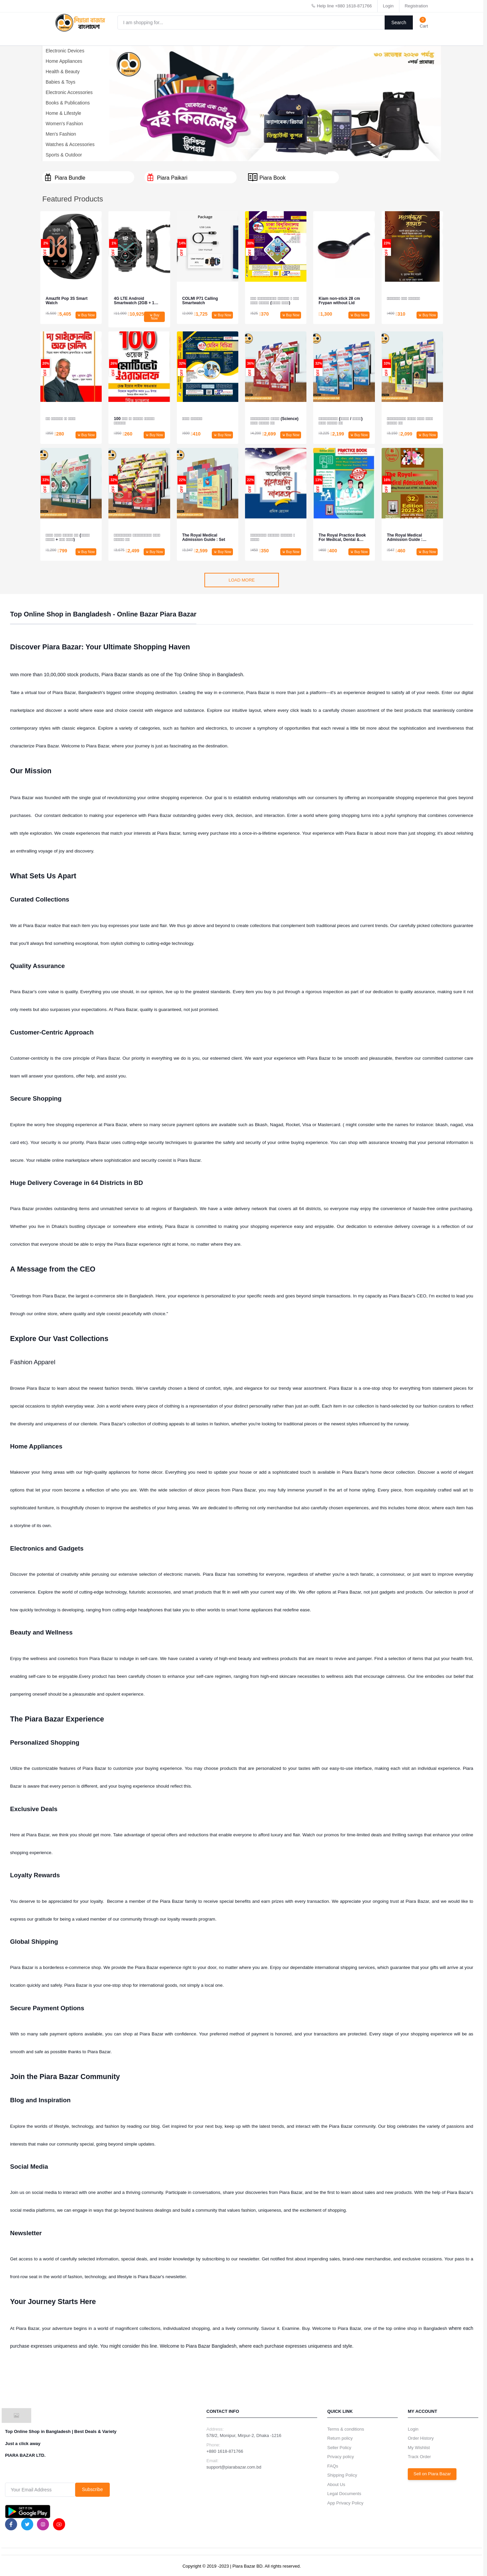 Help line +880 1618-871766
Login
Registration
পিয়ারা বাজার
বাংলাদেশ
I am shopping for...
Search
Cart
Electronic Devices
Home Appliances
Health & Beauty
Babies & Toys
Electronic Accessories
Books & Publications
Home & Lifestyle
Women's Fashion
Men's Fashion
Watches & Accessories
Sports & Outdoor
বই কিনলেই
নিশ্চিত
উপহার
Piara Bundle
Piara Paikari
Piara Book
Featured Products
Amazfit Pop 3S Smart
Watch
Buy Now
4G LTE Android
Buy Now
Package
COLMI P71 Calling
Smartwatch
Buy Now
Buy Now
Kiam non-stick 28 cm
Frypan without Lid
Buy Now
Buy Now
Buy Now
100
Buy Now
Buy Now
(Science)
Buy Now
Buy Now
Buy Now
Buy Now
Buy Now
The Royal Medical
Admission Guide : Set
Buy Now
Buy Now
PRACTICE BOOK
The Royal Practice Book
For Medical, Dental &...
Buy Now
The Royal
Medical Admission Guide
32nd Edition
2023-24
The Royal Medical
Admission Guide : ...
Buy Now
LOAD MORE
Top Online Shop in Bangladesh - Online Bazar Piara Bazar
Discover Piara Bazar: Your Ultimate Shopping Haven
With more than 10,00,000 stock products, Piara Bazar stands as one of the Top Online Shop in Bangladesh.
Take a virtual tour of Piara Bazar, Bangladesh's biggest online shopping destination. Leading the way in e-commerce, Piara Bazar is more than just a platform—it's an experience designed to satisfy all of your needs. Enter our digital
marketplace and discover a world where ease and choice coexist with elegance and substance. Explore our intuitive layout, where every click leads to a carefully chosen assortment of the best products that seamlessly combine
contemporary styles with classic elegance. Explore a variety of categories, such as fashion and electronics, to uncover a symphony of opportunities that each reveal a little bit more about the sophistication and inventiveness that
characterize Piara Bazar. Welcome to Piara Bazar, where your journey is just as fascinating as the destination.
Our Mission
Piara Bazar was founded with the single goal of revolutionizing your online shopping experience. Our goal is to establish enduring relationships with our consumers by offering an incomparable shopping experience that goes beyond
purchases. Our constant dedication to making your experience with Piara Bazar outstanding guides every click, decision, and interaction. Enter a world where going shopping turns into a joyful symphony that combines convenience
with style exploration. We create experiences that match your interests at Piara Bazar, turning every purchase into a once-in-a-lifetime experience. Your experience with Piara Bazar is about more than just shopping; it's about relishing
an enthralling voyage of joy and discovery.
What Sets Us Apart
Curated Collections
We at Piara Bazar realize that each item you buy expresses your taste and flair. We thus go above and beyond to create collections that complement both traditional pieces and current trends. Our carefully picked collections guarantee
that you'll always find something exceptional, from stylish clothing to cutting-edge technology.
Quality Assurance
Piara Bazar's core value is quality. Everything you use should, in our opinion, live up to the greatest standards. Every item you buy is put through a rigorous inspection as part of our dedication to quality assurance, making sure it not
only meets but also surpasses your expectations. At Piara Bazar, quality is guaranteed, not just promised.
Customer-Centric Approach
Customer-centricity is the core principle of Piara Bazar. Our priority in everything we do is you, our esteemed client. We want your experience with Piara Bazar to be smooth and pleasurable, therefore our committed customer care
team will answer your questions, offer help, and assist you.
Secure Shopping
Explore the worry free shopping experience at Piara Bazar, where so many secure payment options are available such as Bkash, Nagad, Rocket, Visa or Mastercard. ( might consider write the names for instance: bkash, nagad, visa
card etc). Your security is our priority. Piara Bazar uses cutting-edge security techniques to guarantee the safety and security of your online buying experience. You can shop with assurance knowing that your personal information is
secure. Your reliable online marketplace where sophistication and security coexist is Piara Bazar.
Huge Delivery Coverage in 64 Districts in BD
Piara Bazar provides outstanding items and unmatched service to all regions of Bangladesh. We have a wide delivery network that covers all 64 districts, so everyone may enjoy the convenience of hassle-free online purchasing.
Whether you live in Dhaka's bustling cityscape or somewhere else entirely, Piara Bazar is committed to making your shopping experience easy and enjoyable. Our dedication to extensive delivery coverage is a reflection of our
conviction that everyone should be able to enjoy the Piara Bazar experience right at home, no matter where they are.
A Message from the CEO
"Greetings from Piara Bazar, the largest e-commerce site in Bangladesh. Here, your experience is personalized to your specific needs and goes beyond simple transactions. In my capacity as Piara Bazar's CEO, I'm excited to lead you
through our online store, where quality and style coexist peacefully with choice."
Explore Our Vast Collections
Fashion Apparel
Browse Piara Bazar to learn about the newest fashion trends. We've carefully chosen a blend of comfort, style, and elegance for our trendy wear assortment. Piara Bazar is a one-stop shop for everything from statement pieces for
special occasions to stylish everyday wear. Join a world where every piece of clothing is a representation of your distinct personality rather than just an outfit. Each item in our collection is hand-selected by our fashion curators to reflect
the diversity and uniqueness of our clientele. Piara Bazar's collection of clothing appeals to all tastes in fashion, whether you're looking for traditional pieces or the newest styles influenced by the runway.
Home Appliances
Makeover your living areas with our high-quality appliances for home décor. Everything you need to update your house or add a sophisticated touch is available in Piara Bazar's home decor collection. Discover a world of elegant
options that let your room become a reflection of who you are. With the wide selection of décor pieces from Piara Bazar, you may fully immerse yourself in the art of home styling. Every piece, from exquisitely crafted wall art to
sophisticated furniture, is thoughtfully chosen to improve the aesthetics of your living areas. We are dedicated to offering not only merchandise but also carefully chosen experiences, and this includes home décor, where each item has
a storyline of its own.
Electronics and Gadgets
Discover the potential of creativity while perusing our extensive selection of electronic marvels. Piara Bazar has something for everyone, regardless of whether you're a tech fanatic, a connoisseur, or just want to improve everyday
convenience. Explore the world of cutting-edge technology, futuristic accessories, and smart products that fit in well with your current way of life. We offer options at Piara Bazar, not just gadgets and products. Our selection is proof of
how quickly technology is developing, ranging from cutting-edge headphones that take you to other worlds to smart home appliances that redefine ease.
Beauty and Wellness
Enjoy the wellness and cosmetics from Piara Bazar to indulge in self-care. We have curated a variety of high-end beauty and wellness products that are meant to revive and pamper. Find a selection of items that put your health first,
enabling self-care to be enjoyable.Every product has been carefully chosen to enhance your self-care regimen, ranging from high-end skincare necessities to wellness aids that encourage calmness. Our line embodies our belief that
pampering oneself should be a pleasurable and opulent experience.
The Piara Bazar Experience
Personalized Shopping
Utilize the customizable features of Piara Bazar to customize your buying experience. You may choose products that are personalized to your tastes with our easy-to-use interface, making each visit an individual experience. Piara
Bazar is aware that every person is different, and your buying experience should reflect this.
Exclusive Deals
Here at Piara Bazar, we think you should get more. Take advantage of special offers and reductions that enable everyone to afford luxury and flair. Watch our promos for time-limited deals and thrilling savings that enhance your online
shopping experience.
Loyalty Rewards
You deserve to be appreciated for your loyalty. Become a member of the Piara Bazar family to receive special benefits and earn prizes with every transaction. We appreciate your ongoing trust at Piara Bazar, and we would like to
express our gratitude for being a valued member of our community through our loyalty rewards program.
Global Shipping
Piara Bazar is a borderless e-commerce shop. We provide the Piara Bazar experience right to your door, no matter where you are. Enjoy our dependable international shipping services, which guarantee that your gifts will arrive at your
location quickly and safely. Piara Bazar is your one-stop shop for international goods, not simply a local one.
Secure Payment Options
With so many safe payment options available, you can shop at Piara Bazar with confidence. Your preferred method of payment is honored, and your transactions are protected. Every stage of your shopping experience will be as
smooth and safe as possible thanks to Piara Bazar.
Join the Piara Bazar Community
Blog and Inspiration
Explore the worlds of lifestyle, technology, and fashion by reading our blog. Get inspired for your next buy, keep up with the latest trends, and interact with the Piara Bazar community. Our blog celebrates the variety of passions and
interests that make our community special, going beyond simple updates.
Social Media
Join us on social media to interact with one another and a thriving community. Participate in conversations, share your discoveries from Piara Bazar, and be the first to learn about sales and new products. With the help of Piara Bazar's
social media platforms, we can engage in ways that go beyond business dealings and build a community that values fashion, uniqueness, and the excitement of shopping.
Newsletter
Get access to a world of carefully selected information, special deals, and insider knowledge by subscribing to our newsletter. Get notified first about impending sales, brand-new merchandise, and exclusive occasions. Your pass to a
front-row seat in the world of fashion, technology, and lifestyle is Piara Bazar's newsletter.
Your Journey Starts Here
At Piara Bazar, your adventure begins in a world of magnificent collections, individualized shopping, and a lively community. Savour it. Examine. Buy. Welcome to Piara Bazar, one of the top online shop in Bangladesh where each
purchase expresses uniqueness and style. You might consider this line. Welcome to Piara Bazar Bangladesh, where each purchase expresses uniqueness and style.
Top Online Shop in Bangladesh | Best Deals & Variety
Just a click away
PIARA BAZAR LTD.
Your Email Address
Subscribe
GET IT ON
Google Play
CONTACT INFO
Address:
578/2, Monipur, Mirpur-2, Dhaka -1216
Phone:
+880 1618-871766
Email:
support@piarabazar.com.bd
QUICK LINK
Terms & conditions
Return policy
Seller Policy
Privacy policy
FAQs
Shipping Policy
About Us
Legal Documents
App Privacy Policy
MY ACCOUNT
Login
Order History
My Wishlist
Track Order
Sell on Piara Bazar
Copyright © 2019 -2023 | Piara Bazar BD. All rights reserved.